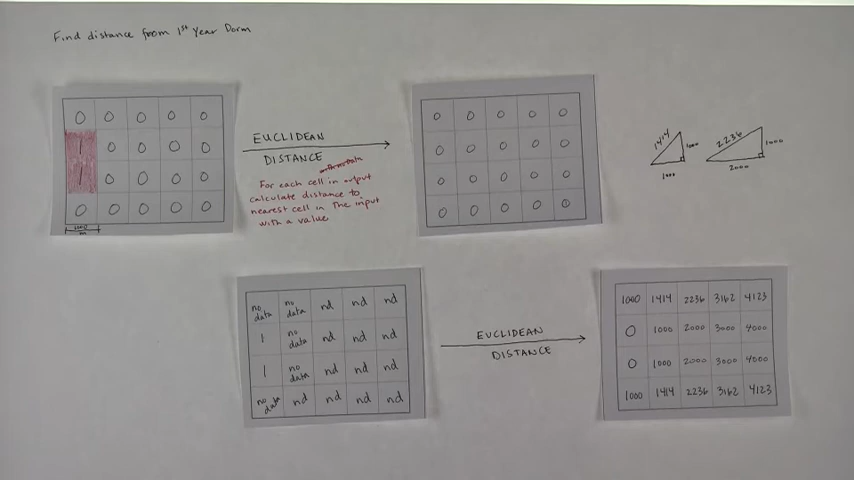 Find distance from 1st Year Dorm
0 0 0 0 0
1 0 0 0 0
1 0 0 0 0
0 0 0 0 0
1000
m
EUCLIDEAN
DISTANCE
For each cell in output
calculate distance to
nearest cell in the input
with a value
0 0 0 0 0
0 0 0 0 0
0 0 0 0 0
0 0 0 0 0
1414 1000
1000
2236 1000
2000
no data no data nd nd nd
1 no data nd nd nd
1 no data nd nd nd
no data nd nd nd nd
EUCLIDEAN
DISTANCE
1000 1414 2236 3162 4123
0 1000 2000 3000 4000
0 1000 2000 3000 4000
1000 1414 2236 3162 4123